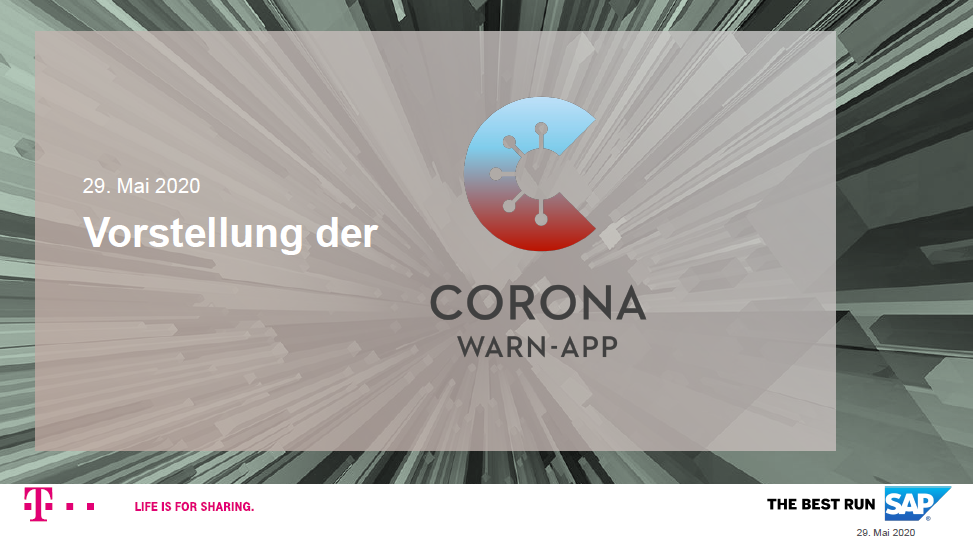 29. Mai 2020
Vorstellung der
CORONA
WARN-APP
T
LIFE IS FOR SHARING.
THE BEST RUN SAP®
29. Mai 2020